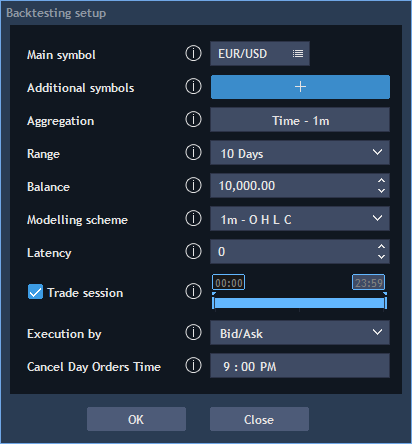 Backtesting setup
Main symbol EUR/USD
Additional symbols +
Aggregation Time - 1m
Range 10 Days
Balance 10,000.00
Modelling scheme 1m - O H L C
Latency 0
Trade session 00:00 23:59
Execution by Bid/Ask
Cancel Day Orders Time 9 : 00 PM
OK Close